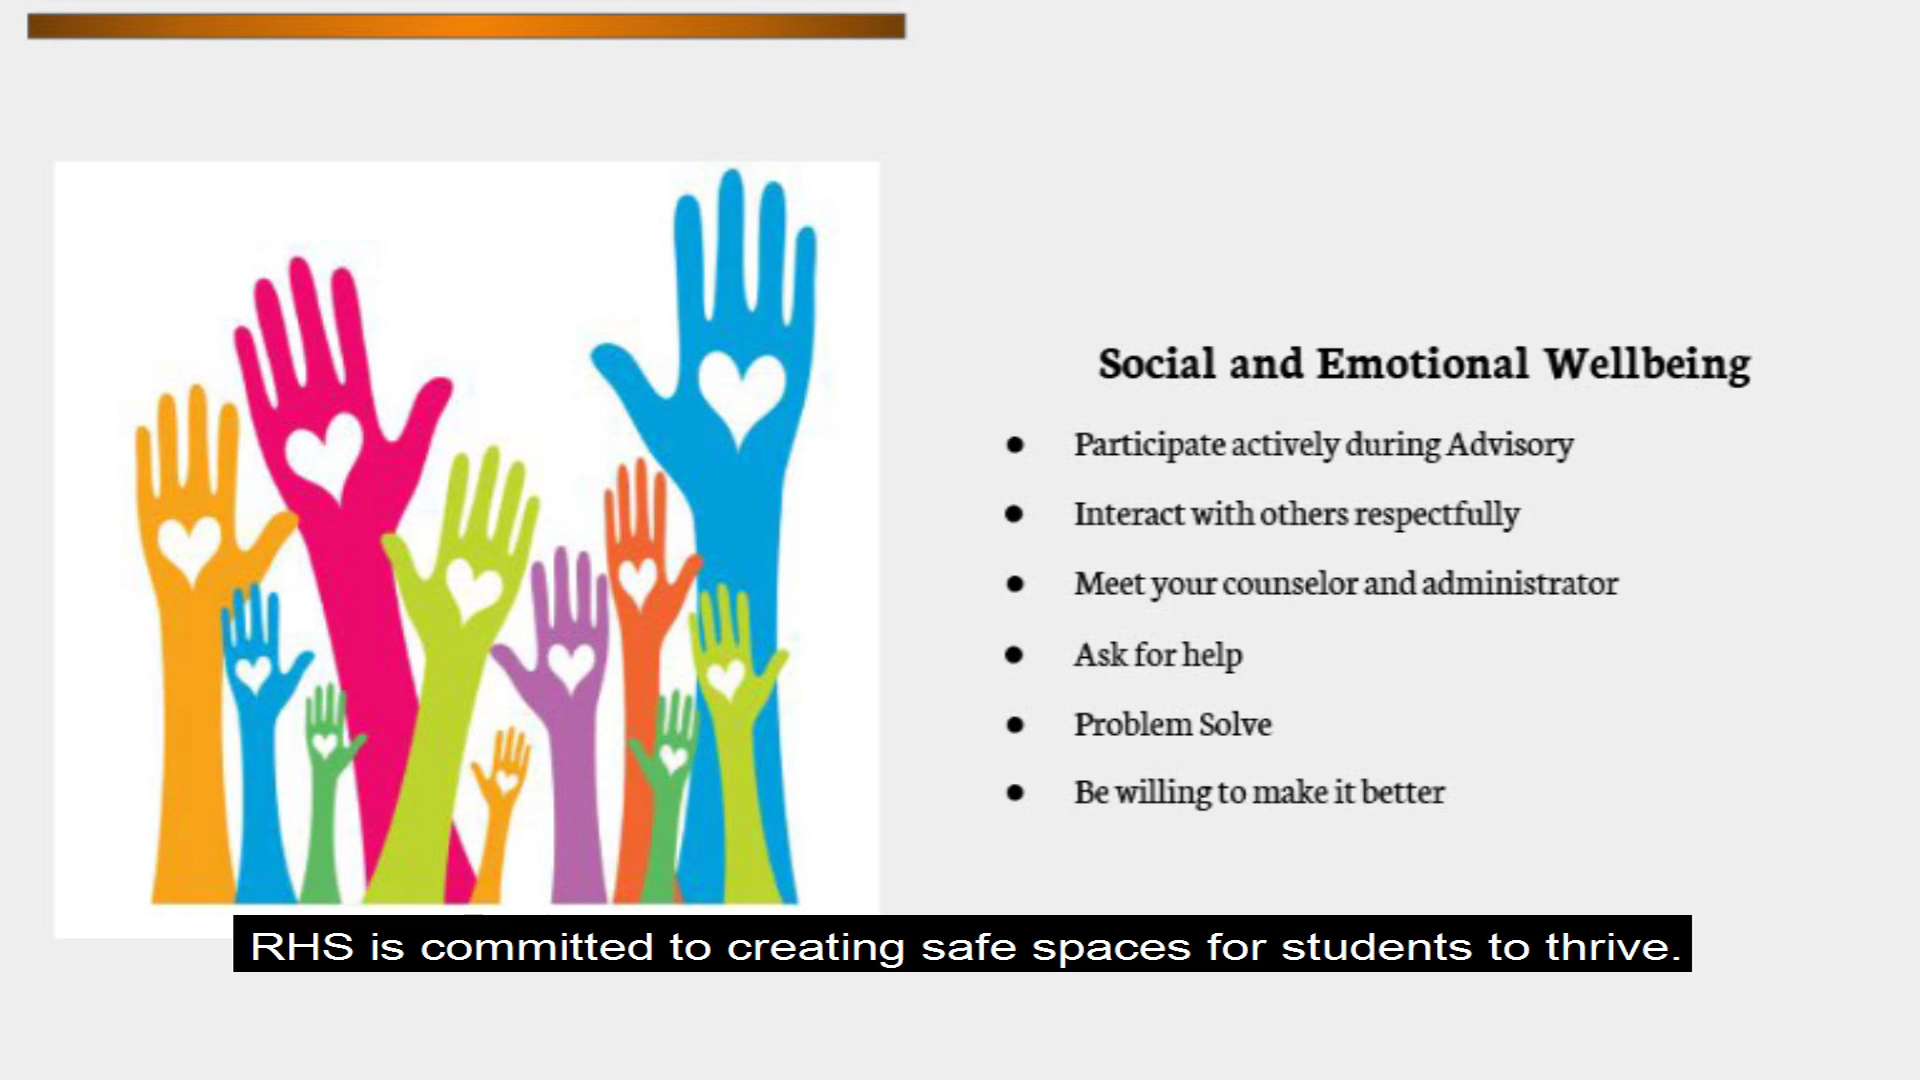 Social and Emotional Wellbeing
● Participate actively during Advisory
● Interact with others respectfully
● Meet your counselor and administrator
● Ask for help
● Problem Solve
● Be willing to make it better
RHS is committed to creating safe spaces for students to thrive.